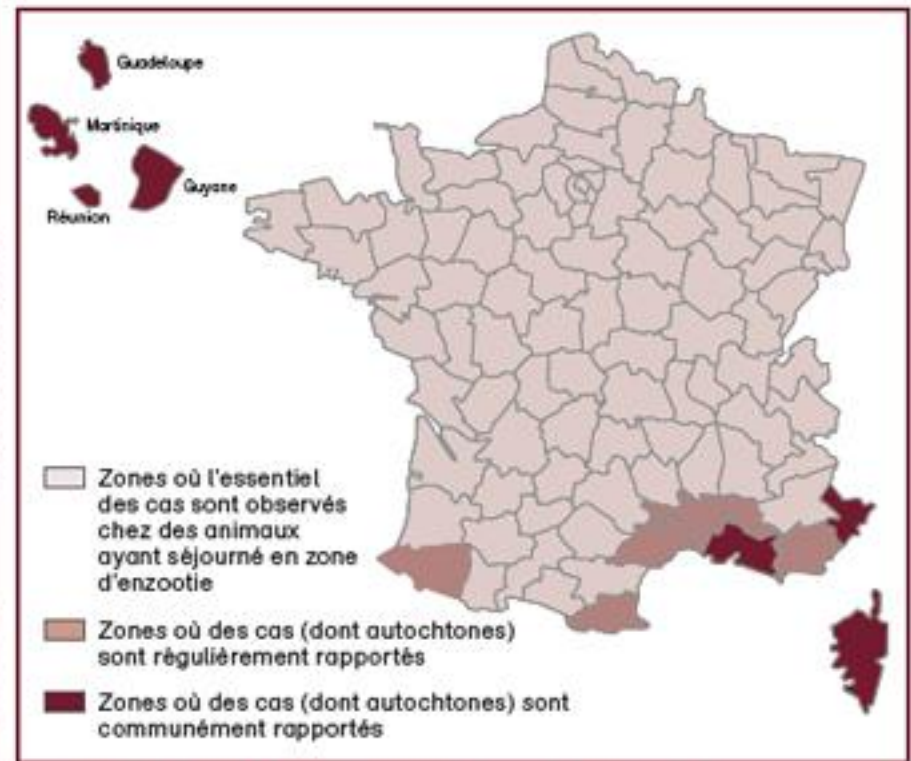 Guadeloupe
Martinique
Guyane
Réunion
Zones où l'essentiel
des cas sont observés
chez des animaux
ayant séjourné en zone
d'enzootie
Zones où des cas (dont autochtones)
sont régulièrement rapportés
Zones où des cas (dont autochtones) sont
communément rapportés